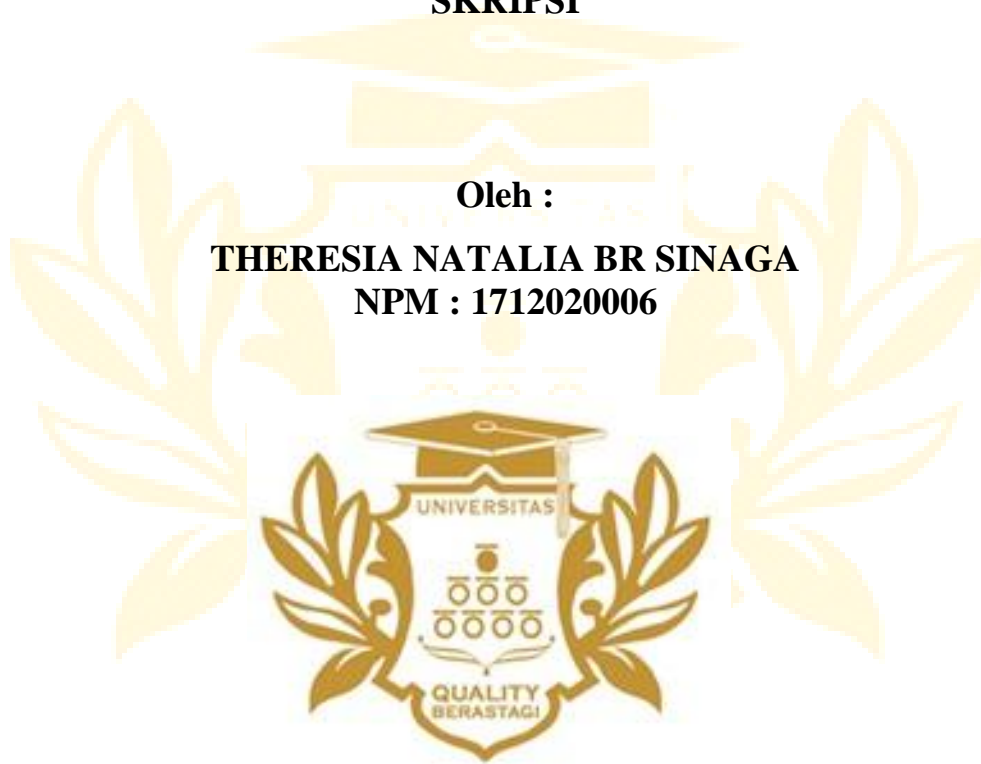 SKRIPSI
Oleh :
THERESIA NATALIA BR SINAGA
NPM : 1712020006
UNIVERSITAS
QUALITY
BERASTAGI